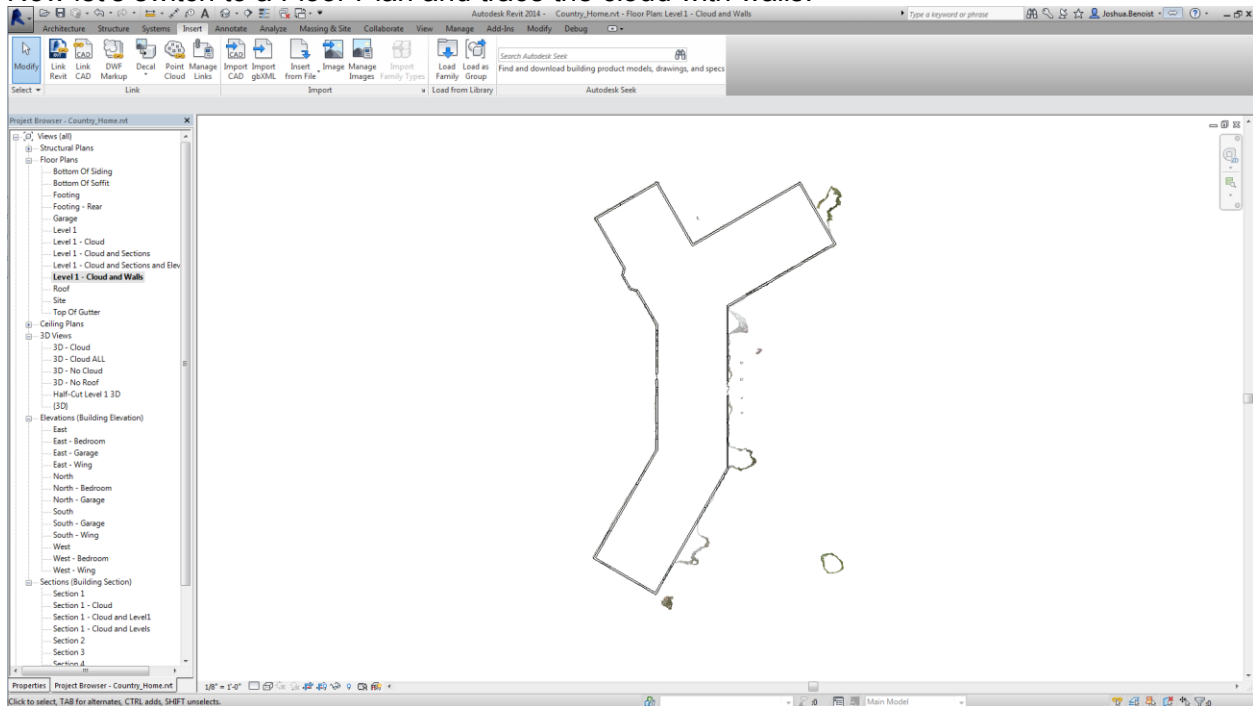 Now let's switch to a Floor Plan and trace the cloud with walls.
Autodesk Revit 2014 - Country_Home.rvt - Floor Plan: Level 1 - Cloud and Walls
Type a keyword or phrase
Joshua.Benoist
Architecture Structure Systems Insert Annotate Analyze Massing & Site Collaborate View Manage Add-Ins Modify Debug
Modify
Link Revit
Link CAD
DWF Markup
Decal
Point Cloud
Manage Links
Import CAD
Import gbXML
Insert from File
Image
Manage Images
Import Family Types
Load Family
Load as Group
Search Autodesk Seek
Find and download building product models, drawings, and specs
Select
Link
Import
Load from Library
Autodesk Seek
Project Browser - Country_Home.rvt
Views (all)
Structural Plans
Floor Plans
Bottom Of Siding
Bottom Of Soffit
Footing
Footing - Rear
Garage
Level 1
Level 1 - Cloud
Level 1 - Cloud and Sections
Level 1 - Cloud and Sections and Elev
Level 1 - Cloud and Walls
Roof
Site
Top Of Gutter
Ceiling Plans
3D Views
3D - Cloud
3D - Cloud ALL
3D - No Cloud
3D - No Roof
Half-Cut Level 1 3D
{3D}
Elevations (Building Elevation)
East
East - Bedroom
East - Garage
East - Wing
North
North - Bedroom
North - Garage
South
South - Garage
South - Wing
West
West - Bedroom
West - Wing
Sections (Building Section)
Section 1
Section 1 - Cloud
Section 1 - Cloud and Level1
Section 1 - Cloud and Levels
Section 2
Section 3
Section 4
Properties
Project Browser - Country_Home.rvt
1/8" = 1'-0"
Click to select, TAB for alternates, CTRL adds, SHIFT unselects.
:0
Main Model
:0